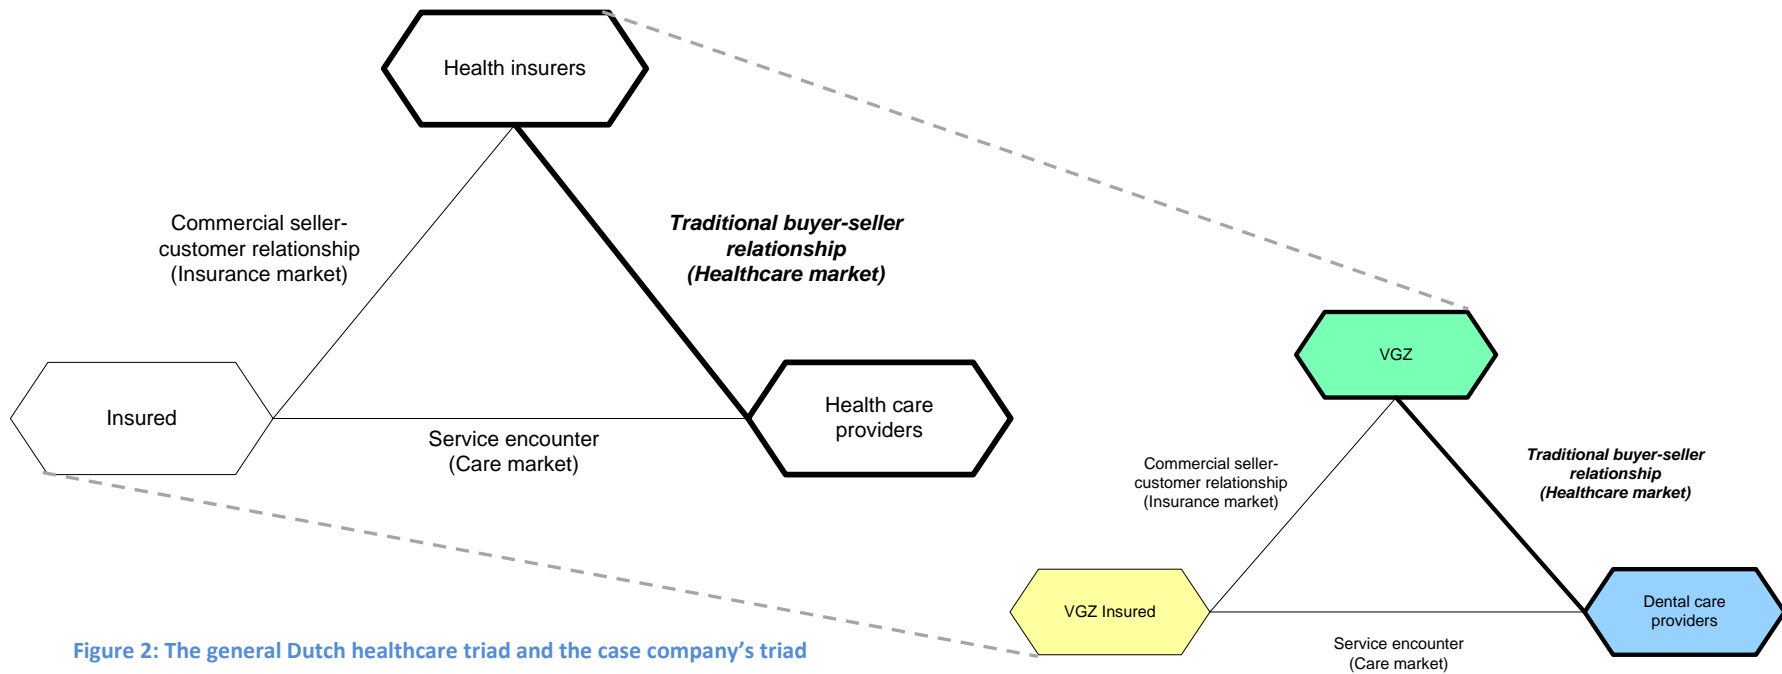 Health insurers
Commercial seller-
customer relationship
(Insurance market)
Traditional buyer-seller
relationship
(Healthcare market)
Insured
Health care
providers
Service encounter
(Care market)
VGZ
Commercial seller-
customer relationship
(Insurance market)
Traditional buyer-seller
relationship
(Healthcare market)
VGZ Insured
Dental care
providers
Service encounter
(Care market)
Figure 2: The general Dutch healthcare triad and the case company's triad